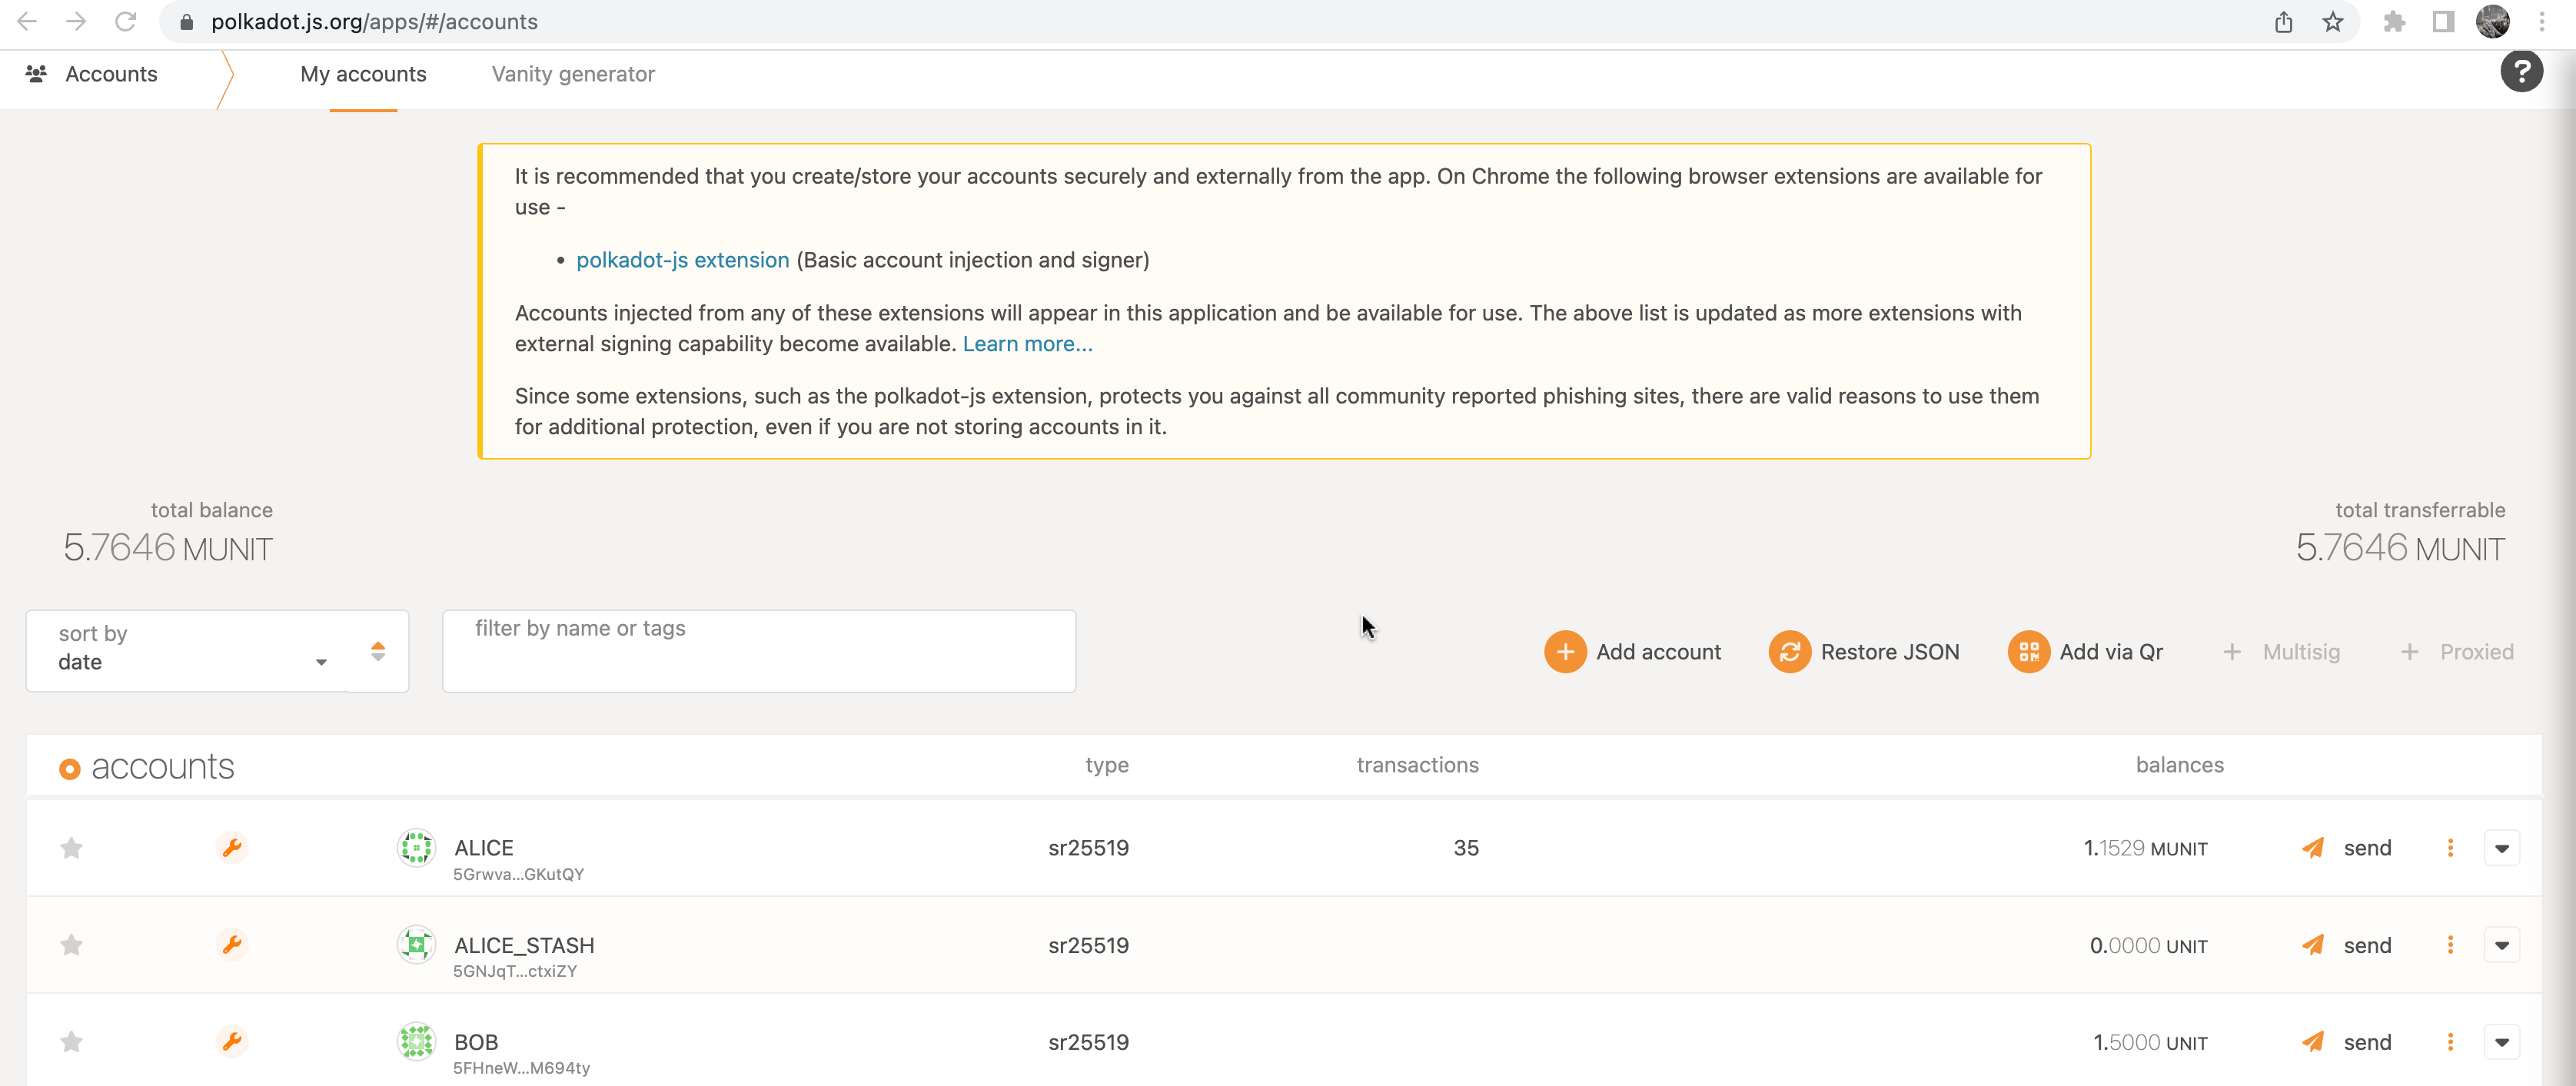 polkadot.js.org/apps/#/accounts
Accounts
My accounts
Vanity generator
?
It is recommended that you create/store your accounts securely and externally from the app. On Chrome the following browser extensions are available for
use -
• polkadot-js extension (Basic account injection and signer)
Accounts injected from any of these extensions will appear in this application and be available for use. The above list is updated as more extensions with
external signing capability become available. Learn more...
Since some extensions, such as the polkadot-js extension, protects you against all community reported phishing sites, there are valid reasons to use them
for additional protection, even if you are not storing accounts in it.
total balance
5.7646 MUNIT
total transferrable
5.7646 MUNIT
sort by
date
filter by name or tags
Add account
Restore JSON
Add via Qr
+ Multisig
+ Proxied
accounts type transactions balances
ALICE sr25519 35 1.1529 MUNIT send
5Grwva...GKutQY
ALICE_STASH sr25519 0.0000 UNIT send
5GNJqT...ctxiZY
BOB sr25519 1.5000 UNIT send
5FHneW...M694ty